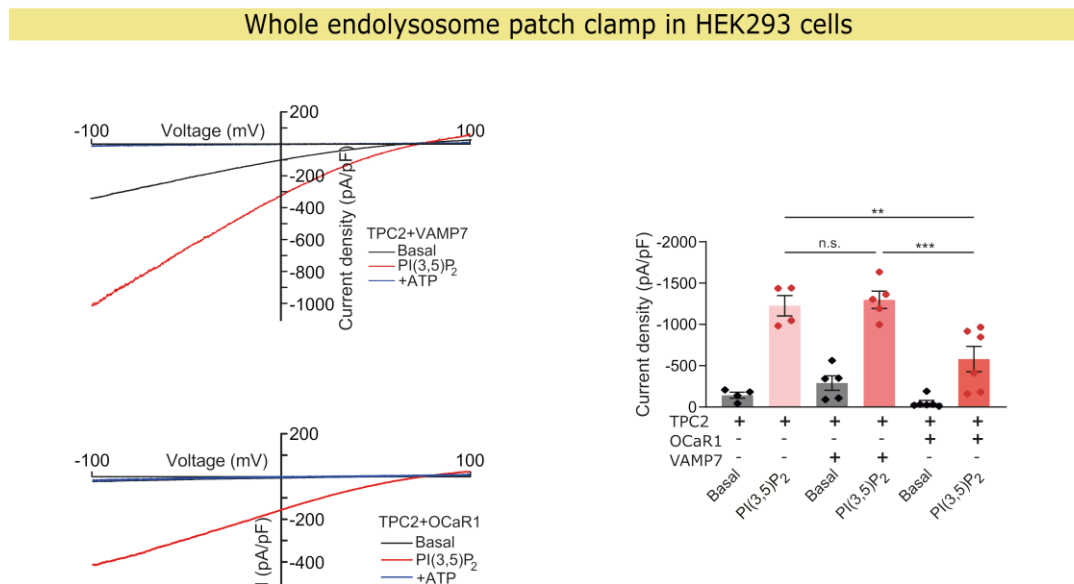 Whole endolysosome patch clamp in HEK293 cells
200
-100 Voltage (mV) 100
-200
-400
-600
-800
-1000
Current density (pA/pF)
TPC2+VAMP7
Basal
PI(3,5)P₂
+ATP
200
-100 Voltage (mV) 100
-200
-400
(pA/pF)
TPC2+OCaR1
Basal
PI(3,5)P₂
+ATP
**
n.s. ***
Current density (pA/pF)
-2000
-1500
-1000
-500
0
TPC2 + + + + + +
OCaR1 - - - - + +
VAMP7 - - + + - -
Basal PI(3,5)P₂ Basal PI(3,5)P₂ Basal PI(3,5)P₂